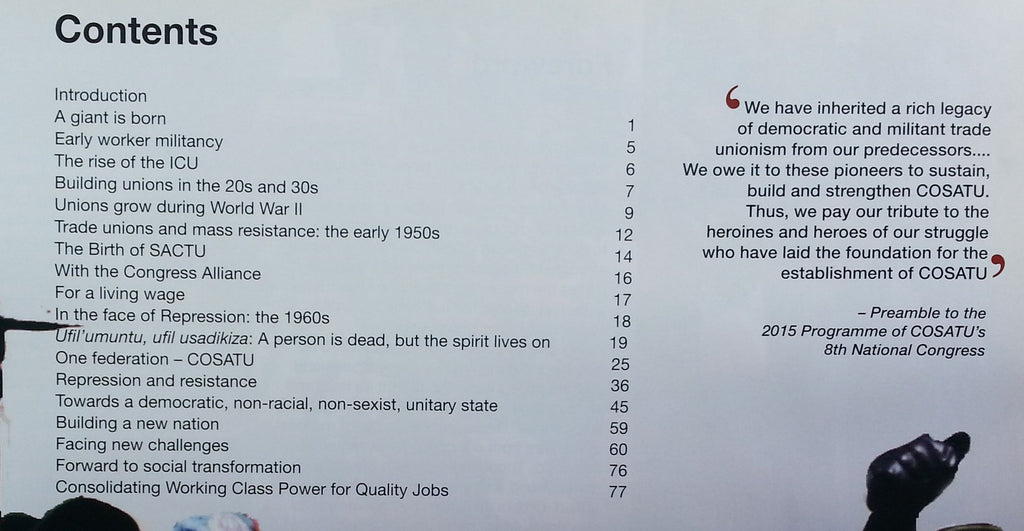 Contents
Introduction
A giant is born 1
Early worker militancy 5
The rise of the ICU 6
Building unions in the 20s and 30s 7
Unions grow during World War II 9
Trade unions and mass resistance: the early 1950s 12
The Birth of SACTU 14
With the Congress Alliance 16
For a living wage 17
In the face of Repression: the 1960s 18
Ufil'umuntu, ufil usadikiza: A person is dead, but the spirit lives on 19
One federation – COSATU 25
Repression and resistance 36
Towards a democratic, non-racial, non-sexist, unitary state 45
Building a new nation 59
Facing new challenges 60
Forward to social transformation 76
Consolidating Working Class Power for Quality Jobs 77
‘We have inherited a rich legacy
of democratic and militant trade
unionism from our predecessors....
We owe it to these pioneers to sustain,
build and strengthen COSATU.
Thus, we pay our tribute to the
heroines and heroes of our struggle
who have laid the foundation for the
establishment of COSATU’
– Preamble to the
2015 Programme of COSATU's
8th National Congress